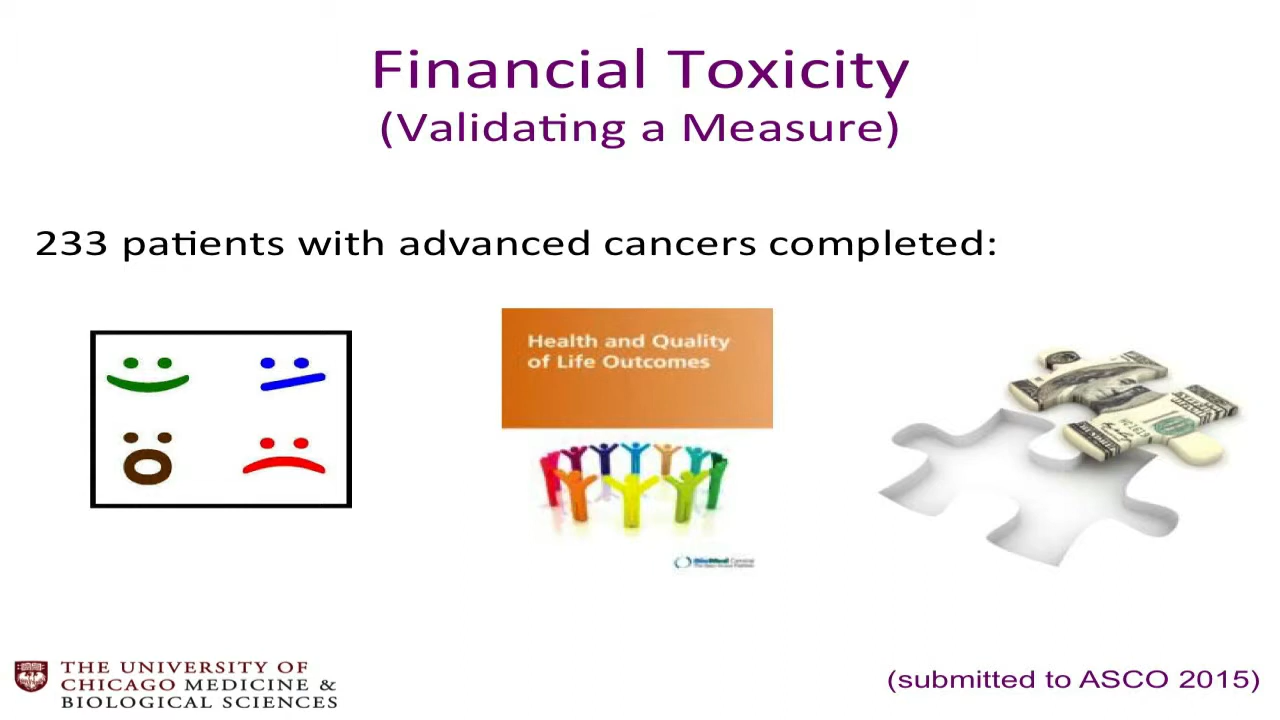 Financial Toxicity
(Validating a Measure)
233 patients with advanced cancers completed:
Health and Quality
of Life Outcomes
THE UNIVERSITY OF
CHICAGO MEDICINE &
BIOLOGICAL SCIENCES
(submitted to ASCO 2015)